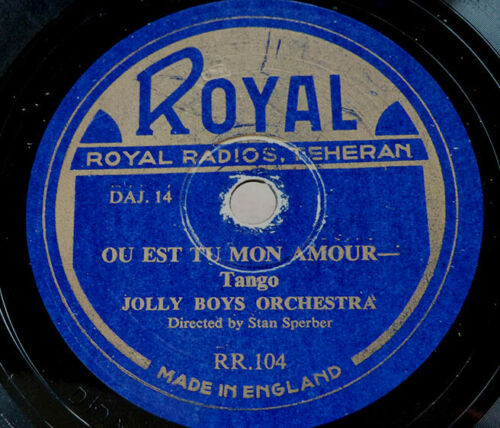 ROYAL
ROYAL RADIOS, TEHERAN
DAJ. 14
OU EST TU MON AMOUR—
Tango
JOLLY BOYS ORCHESTRA
Directed by Stan Sperber
RR.104
MADE IN ENGLAND